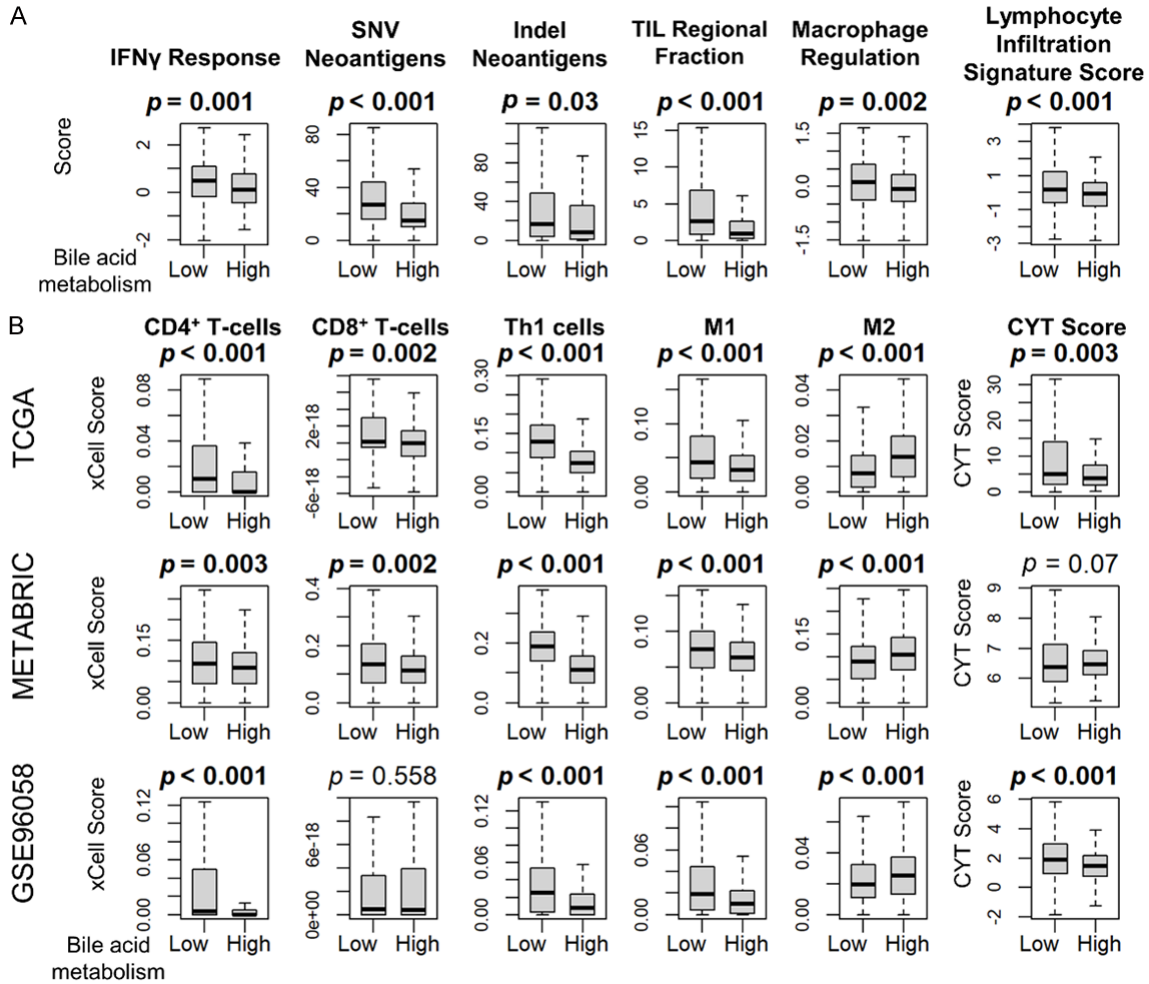 A
IFNγ Response
SNV
Neoantigens
Indel
Neoantigens
TIL Regional
Fraction
Macrophage
Regulation
Lymphocyte
Infiltration
Signature Score
p = 0.001
p < 0.001
p = 0.03
p < 0.001
p = 0.002
p < 0.001
Score
2
0
-2
80
40
0
80
40
0
15
10
5
0
1.5
0.0
-1.5
3
1
-1
-3
Bile acid
metabolism
Low High
Low High
Low High
Low High
Low High
Low High
B
CD4+ T-cells
CD8+ T-cells
Th1 cells
M1
M2
CYT Score
TCGA
p < 0.001
p = 0.002
p < 0.001
p < 0.001
p < 0.001
p = 0.003
xCell Score
0.08
0.04
0.00
2e-18
-6e-18
0.30
0.15
0.00
0.10
0.00
0.04
0.02
0.00
CYT Score
30
20
10
0
Low High
Low High
Low High
Low High
Low High
Low High
METABRIC
p = 0.003
p = 0.002
p < 0.001
p < 0.001
p < 0.001
p = 0.07
xCell Score
0.15
0.00
0.4
0.2
0.0
0.2
0.0
0.10
0.00
0.15
0.00
CYT Score
9
8
7
6
Low High
Low High
Low High
Low High
Low High
Low High
GSE96058
p < 0.001
p = 0.558
p < 0.001
p < 0.001
p < 0.001
p < 0.001
xCell Score
0.12
0.06
0.00
6e-18
0e+00
0.12
0.06
0.00
0.06
0.00
0.04
0.00
CYT Score
6
4
2
0
-2
Bile acid
metabolism
Low High
Low High
Low High
Low High
Low High
Low High